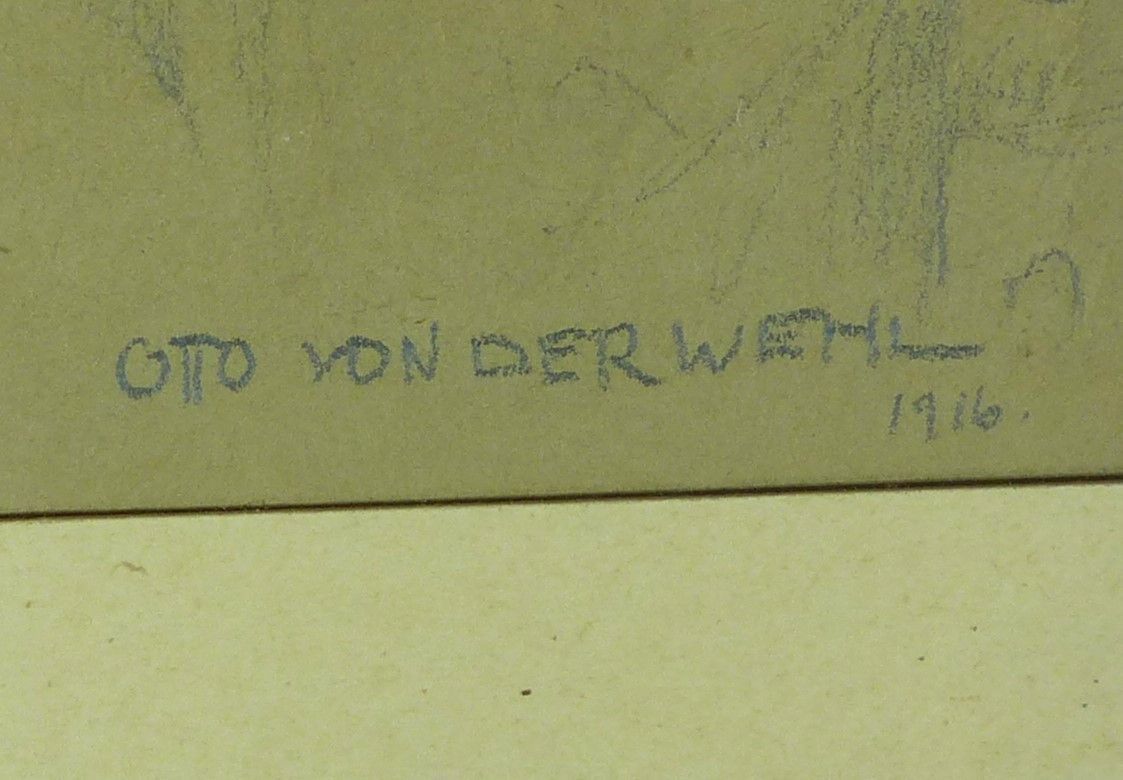 OTTO VON DER WEHL
1916.